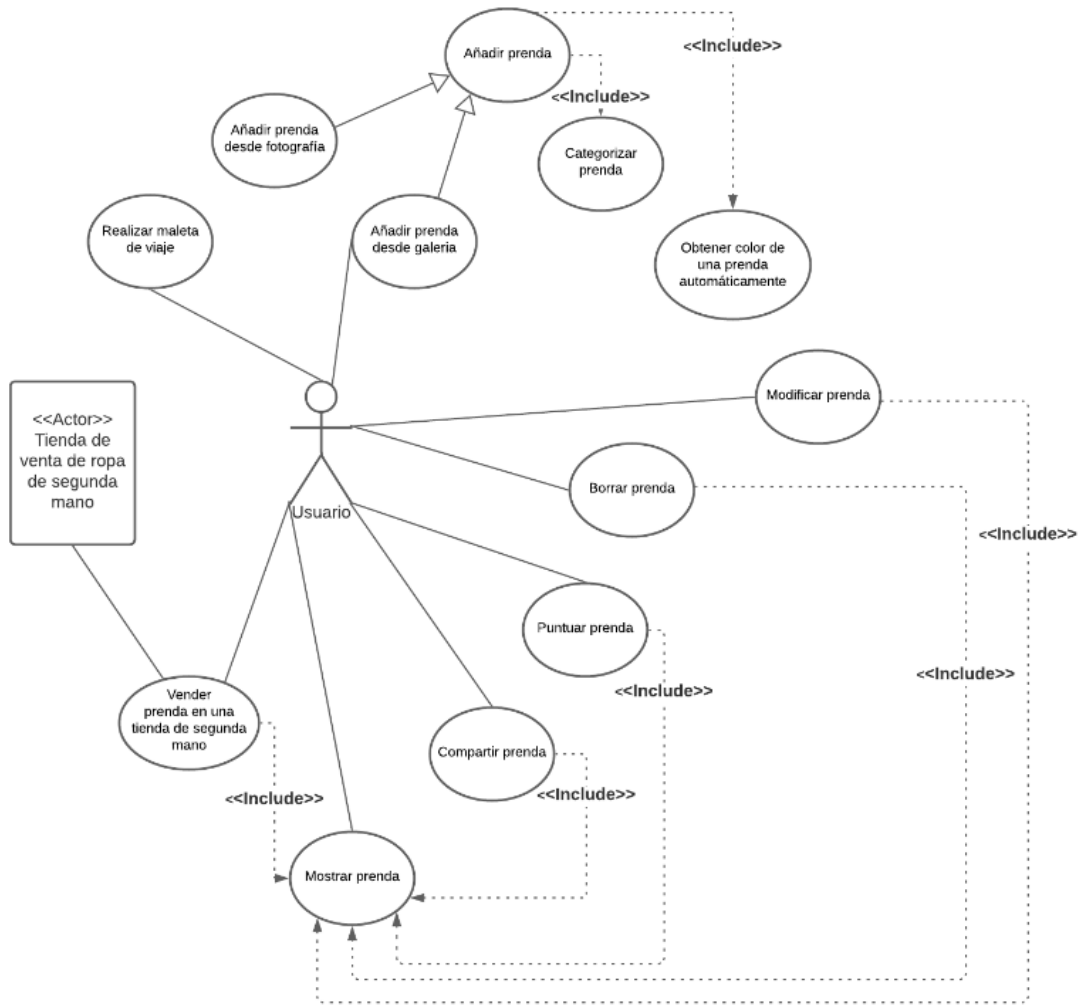 Añadir prenda
<<Include>>
<<Include>>
Añadir prenda
desde fotografía
Categorizar
prenda
Realizar maleta
de viaje
Añadir prenda
desde galeria
Obtener color de
una prenda
automáticamente
Modificar prenda
<<Actor>>
Tienda de
venta de ropa
de segunda
mano
Borrar prenda
Usuario
<<Include>>
Puntuar prenda
<<Include>>
<<Include>>
Vender
prenda en una
tienda de segunda
mano
Compartir prenda
<<Include>>
<<Include>>
Mostrar prenda